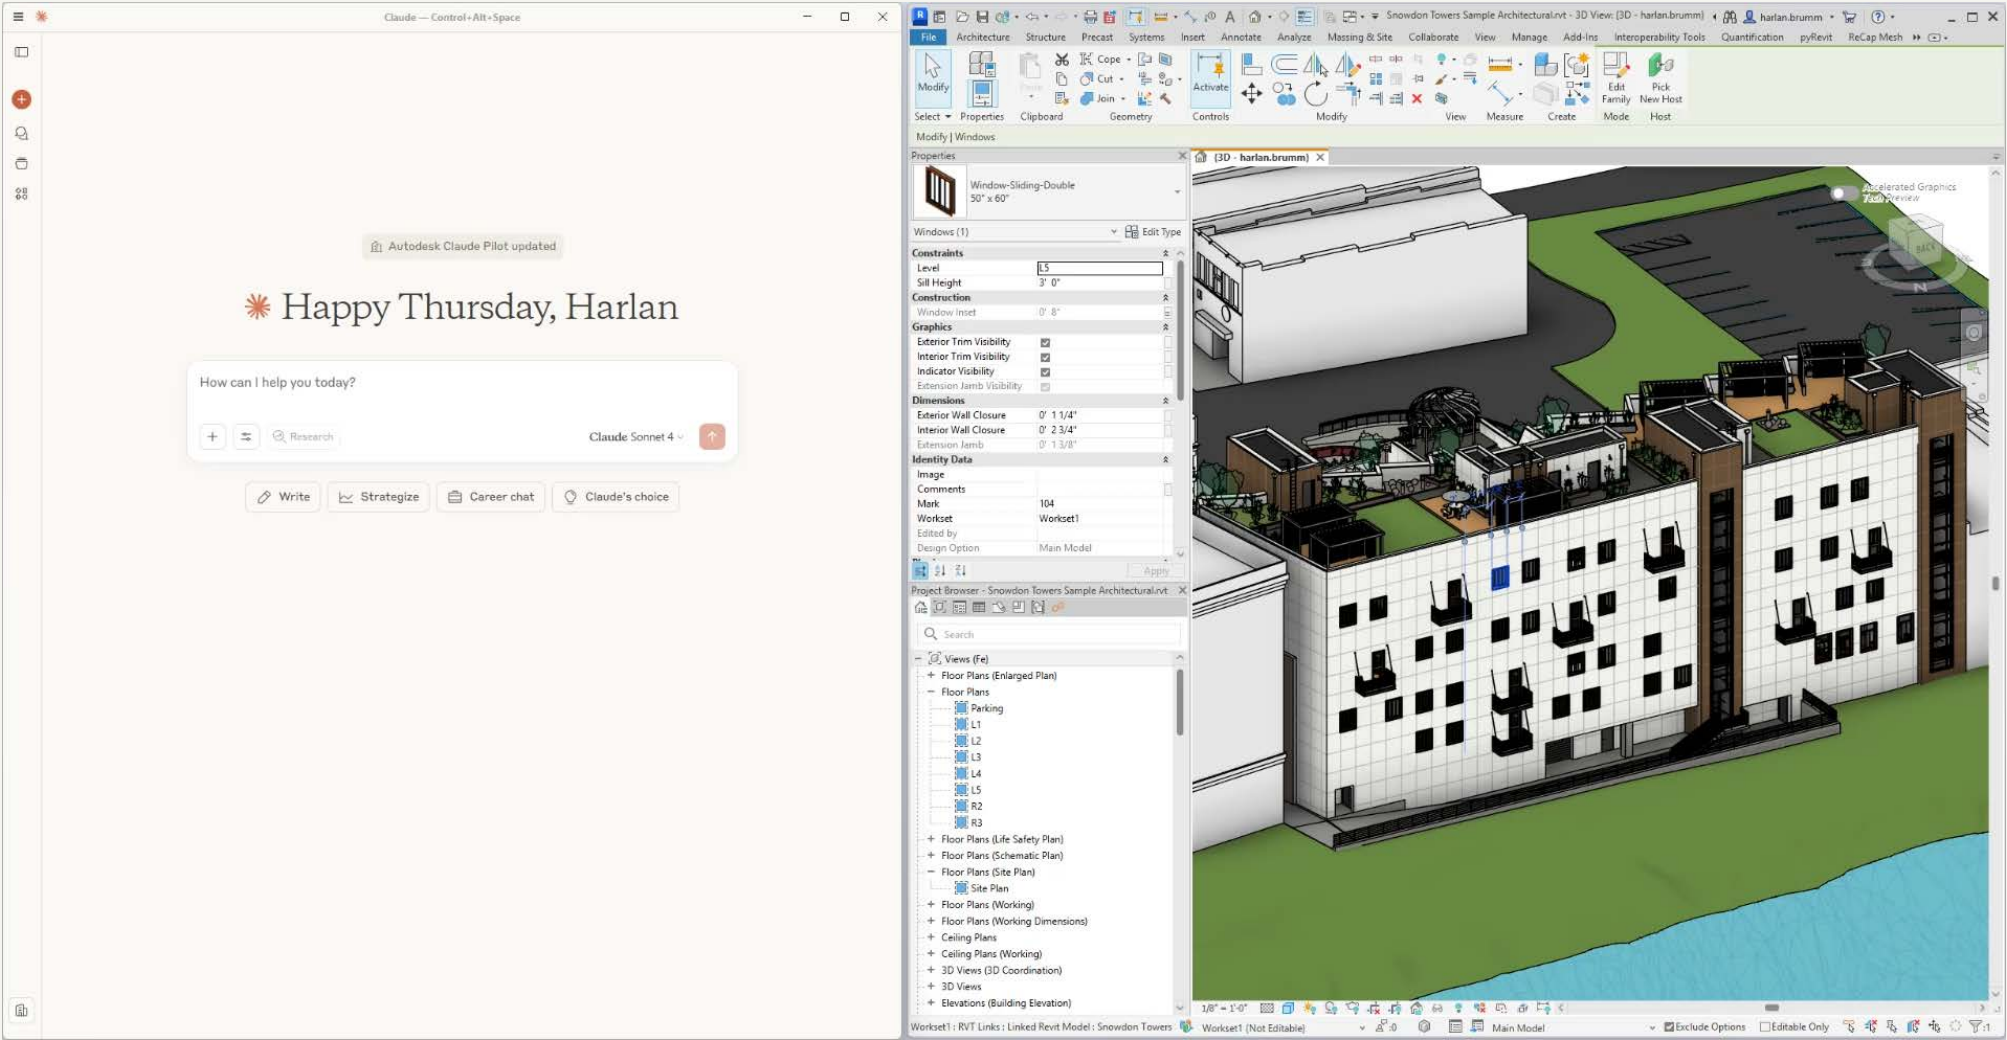 Claude — Control+Alt+Space
Autodesk Claude Pilot updated
Happy Thursday, Harlan
How can I help you today?
Research
Claude Sonnet 4
Write
Strategize
Career chat
Claude's choice
Snowdon Towers Sample Architectural.rvt - 3D View: {3D - harlan.brumm}
harlan.brumm
File Architecture Structure Precast Systems Insert Annotate Analyze Massing & Site Collaborate View Manage Add-Ins Interoperability Tools Quantification pyRevit ReCap Mesh
Modify
Cope
Cut
Join
Activate
Edit Family
Pick New Host
Select Properties Clipboard Geometry Controls Modify View Measure Create Mode Host
Modify | Windows
Properties
{3D - harlan.brumm}
Window-Sliding-Double
50" x 60"
Windows (1)
Edit Type
Constraints
Level L5
Sill Height 3' 0"
Construction
Window Inset 0' 8"
Graphics
Exterior Trim Visibility
Interior Trim Visibility
Indicator Visibility
Extension Jamb Visibility
Dimensions
Exterior Wall Closure 0' 1 1/4"
Interior Wall Closure 0' 2 3/4"
Extension Jamb 0' 1 3/8"
Identity Data
Image
Comments
Mark 104
Workset Workset1
Edited by
Design Option Main Model
Apply
Project Browser - Snowdon Towers Sample Architectural.rvt
Search
Views (Fe)
Floor Plans (Enlarged Plan)
Floor Plans
Parking
L1
L2
L3
L4
L5
R2
R3
Floor Plans (Life Safety Plan)
Floor Plans (Schematic Plan)
Floor Plans (Site Plan)
Site Plan
Floor Plans (Working)
Floor Plans (Working Dimensions)
Ceiling Plans
Ceiling Plans (Working)
3D Views (3D Coordination)
3D Views
Elevations (Building Elevation)
Accelerated Graphics
Tech Preview
BACK
N
1/8" = 1'-0"
Workset1 : RVT Links : Linked Revit Model : Snowdon Towers
Workset1 (Not Editable)
:0
Main Model
Exclude Options
Editable Only
:1